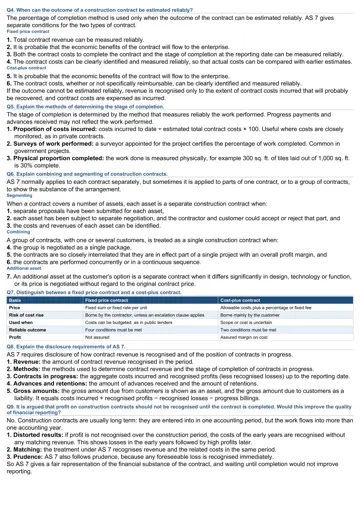 Q4. When can the outcome of a construction contract be estimated reliably?
The percentage of completion method is used only when the outcome of the contract can be estimated reliably. AS 7 gives
separate conditions for the two types of contract.
Fixed price contract
1. Total contract revenue can be measured reliably.
2. It is probable that the economic benefits of the contract will flow to the enterprise.
3. Both the contract costs to complete the contract and the stage of completion at the reporting date can be measured reliably.
4. The contract costs can be clearly identified and measured reliably, so that actual costs can be compared with earlier estimates.
Cost-plus contract
5. It is probable that the economic benefits of the contract will flow to the enterprise.
6. The contract costs, whether or not specifically reimbursable, can be clearly identified and measured reliably.
If the outcome cannot be estimated reliably, revenue is recognised only to the extent of contract costs incurred that will probably
be recovered, and contract costs are expensed as incurred.
Q5. Explain the methods of determining the stage of completion.
The stage of completion is determined by the method that measures reliably the work performed. Progress payments and
advances received may not reflect the work performed.
1. Proportion of costs incurred: costs incurred to date ÷ estimated total contract costs × 100. Useful where costs are closely
monitored, as in private contracts.
2. Surveys of work performed: a surveyor appointed for the project certifies the percentage of work completed. Common in
government projects.
3. Physical proportion completed: the work done is measured physically, for example 300 sq. ft. of tiles laid out of 1,000 sq. ft.
is 30% complete.
Q6. Explain combining and segmenting of construction contracts.
AS 7 normally applies to each contract separately, but sometimes it is applied to parts of one contract, or to a group of contracts,
to show the substance of the arrangement.
Segmenting
When a contract covers a number of assets, each asset is a separate construction contract when:
1. separate proposals have been submitted for each asset,
2. each asset has been subject to separate negotiation, and the contractor and customer could accept or reject that part, and
3. the costs and revenues of each asset can be identified.
Combining
A group of contracts, with one or several customers, is treated as a single construction contract when:
4. the group is negotiated as a single package,
5. the contracts are so closely interrelated that they are in effect part of a single project with an overall profit margin, and
6. the contracts are performed concurrently or in a continuous sequence.
Additional asset
7. An additional asset at the customer's option is a separate contract when it differs significantly in design, technology or function,
or its price is negotiated without regard to the original contract price.
Q7. Distinguish between a fixed price contract and a cost-plus contract.
Basis Fixed price contract Cost-plus contract
Price Fixed sum or fixed rate per unit Allowable costs plus a percentage or fixed fee
Risk of cost rise Borne by the contractor, unless an escalation clause applies Borne mainly by the customer
Used when Costs can be budgeted, as in public tenders Scope or cost is uncertain
Reliable outcome Four conditions must be met Two conditions must be met
Profit Not assured Assured margin on cost
Q8. Explain the disclosure requirements of AS 7.
AS 7 requires disclosure of how contract revenue is recognised and of the position of contracts in progress.
1. Revenue: the amount of contract revenue recognised in the period.
2. Methods: the methods used to determine contract revenue and the stage of completion of contracts in progress.
3. Contracts in progress: the aggregate costs incurred and recognised profits (less recognised losses) up to the reporting date.
4. Advances and retentions: the amount of advances received and the amount of retentions.
5. Gross amounts: the gross amount due from customers is shown as an asset, and the gross amount due to customers as a
liability. It equals costs incurred + recognised profits − recognised losses − progress billings.
Q9. It is argued that profit on construction contracts should not be recognised until the contract is completed. Would this improve the quality
of financial reporting?
No. Construction contracts are usually long term: they are entered into in one accounting period, but the work flows into more than
one accounting year.
1. Distorted results: if profit is not recognised over the construction period, the costs of the early years are recognised without
any matching revenue. This shows losses in the early years followed by high profits later.
2. Matching: the treatment under AS 7 recognises revenue and the related costs in the same period.
3. Prudence: AS 7 also follows prudence, because any foreseeable loss is recognised immediately.
So AS 7 gives a fair representation of the financial substance of the contract, and waiting until completion would not improve
reporting.